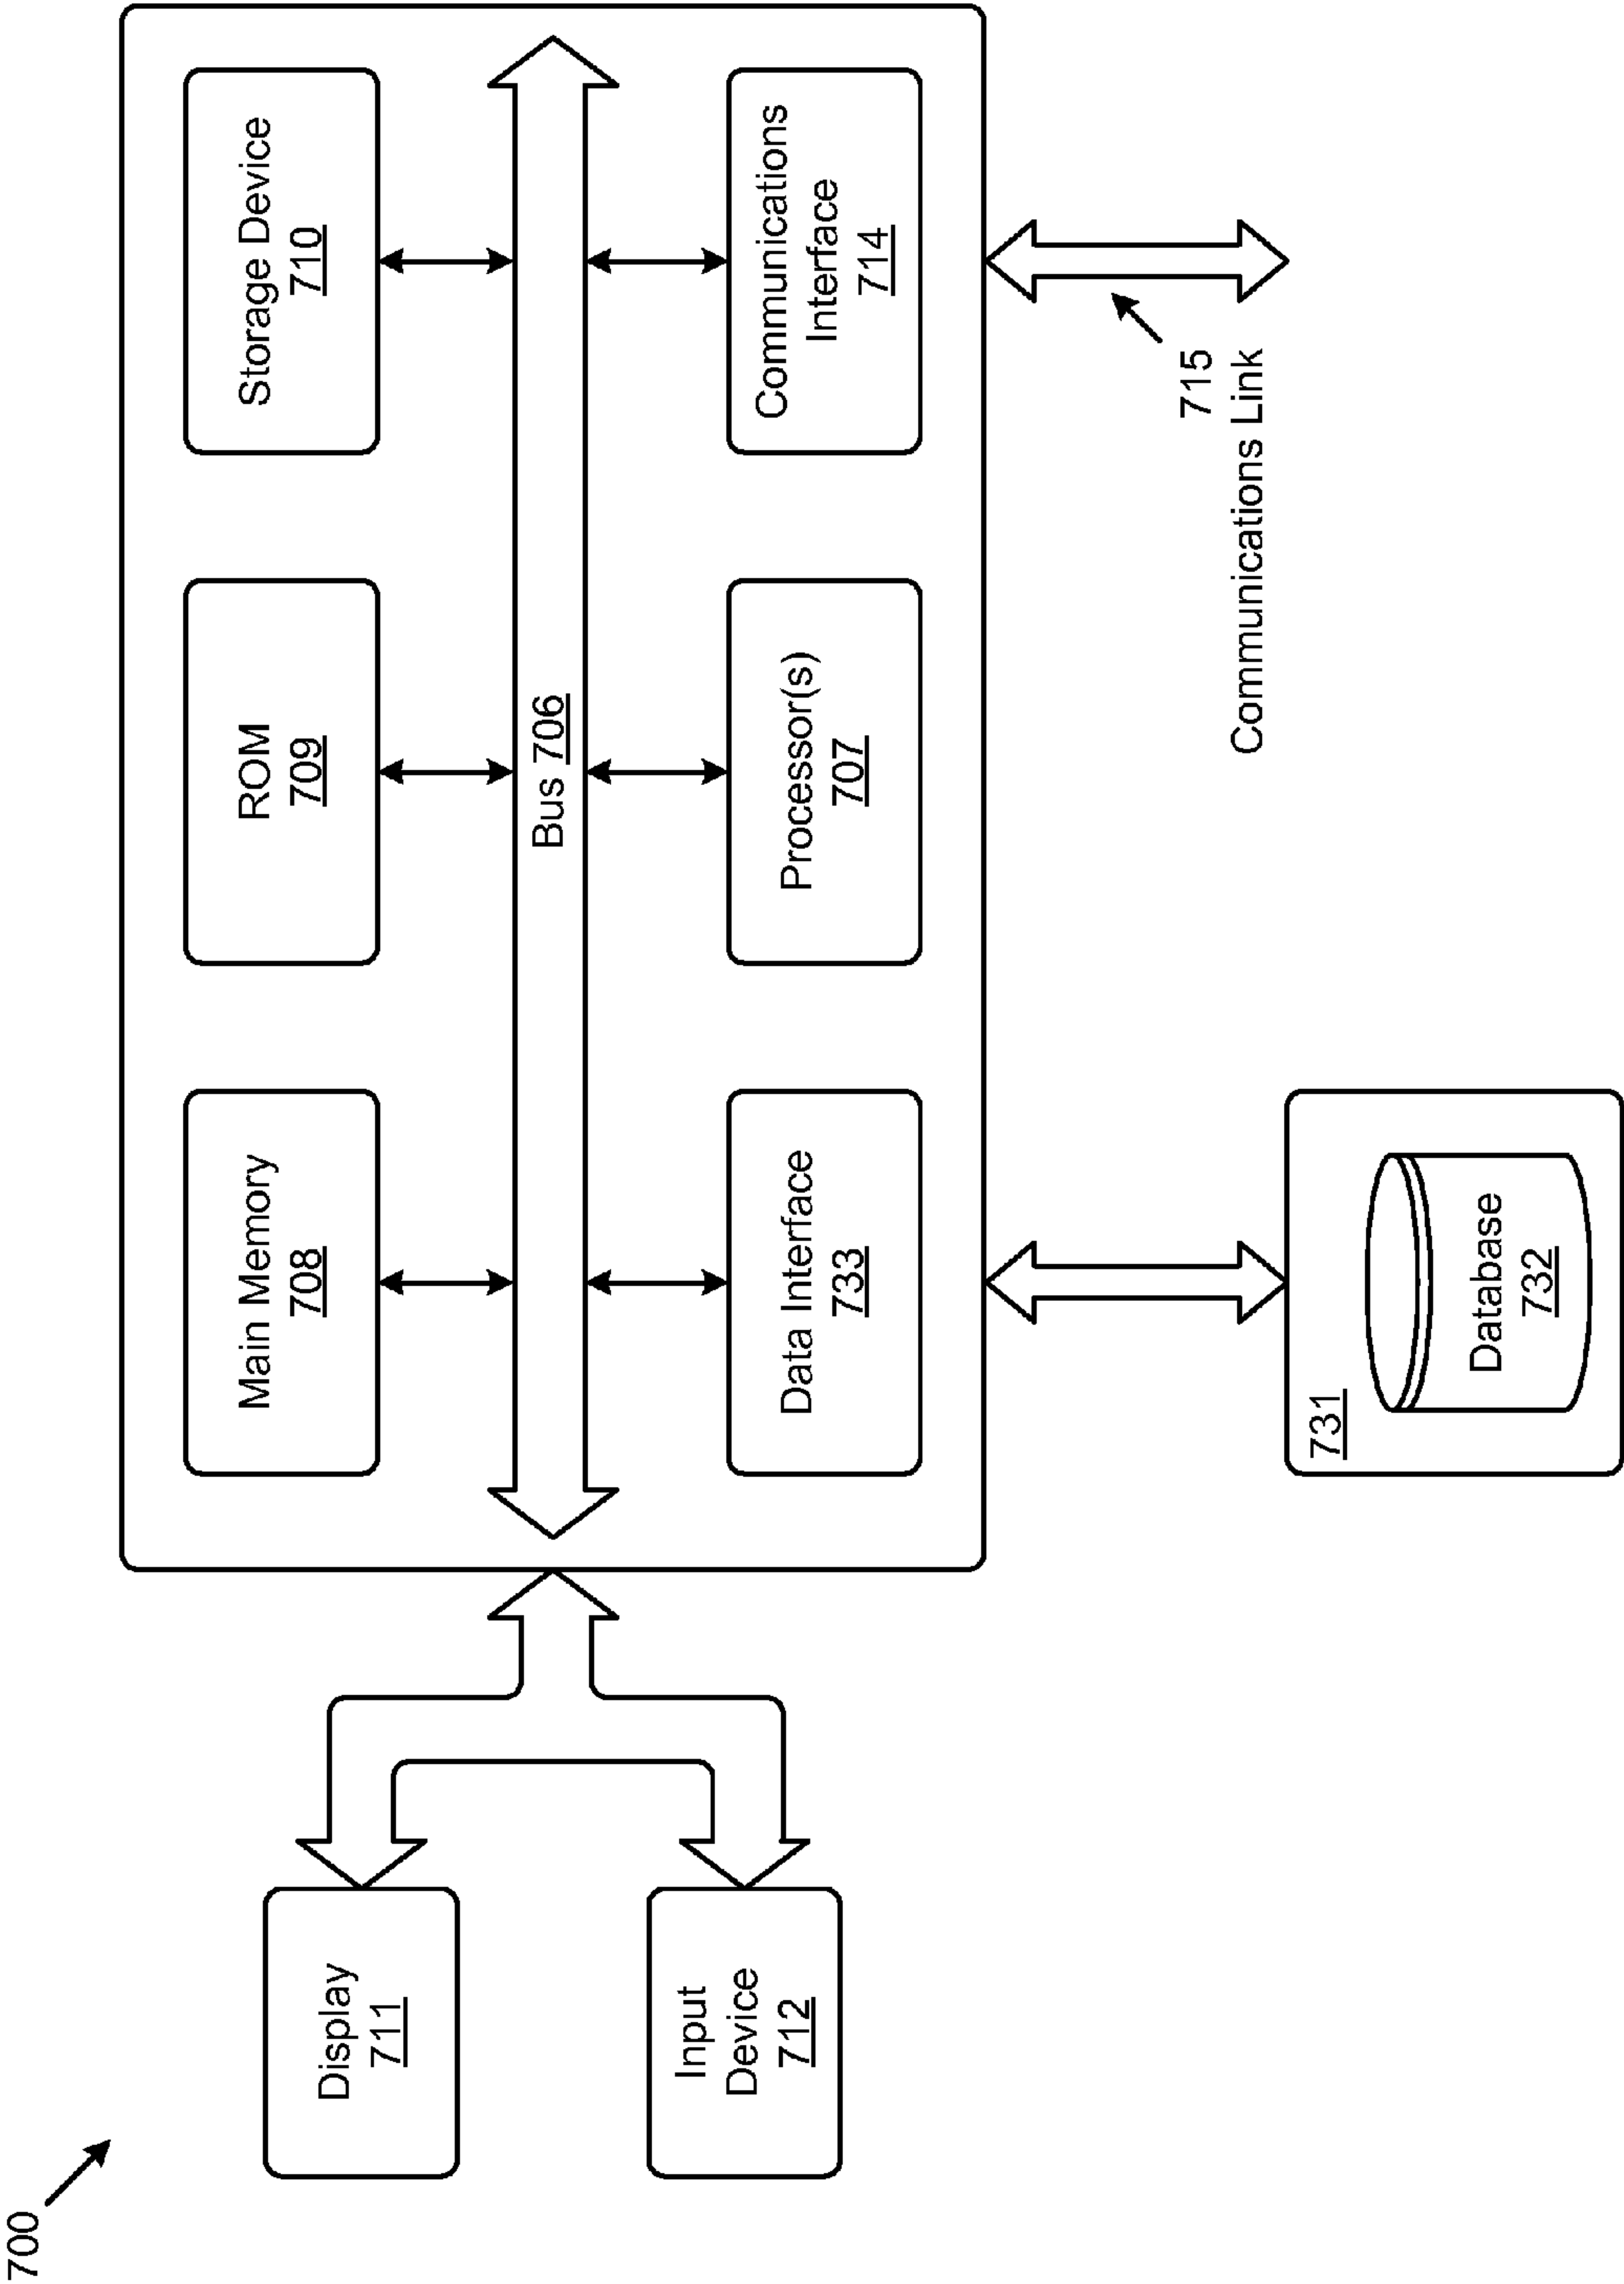 700
Main Memory
708
ROM
709
Storage Device
710
Display
711
Bus 706
Input
Device
712
Data Interface
733
Processor(s)
707
Communications
Interface
714
715
Communications Link
731
Database
732